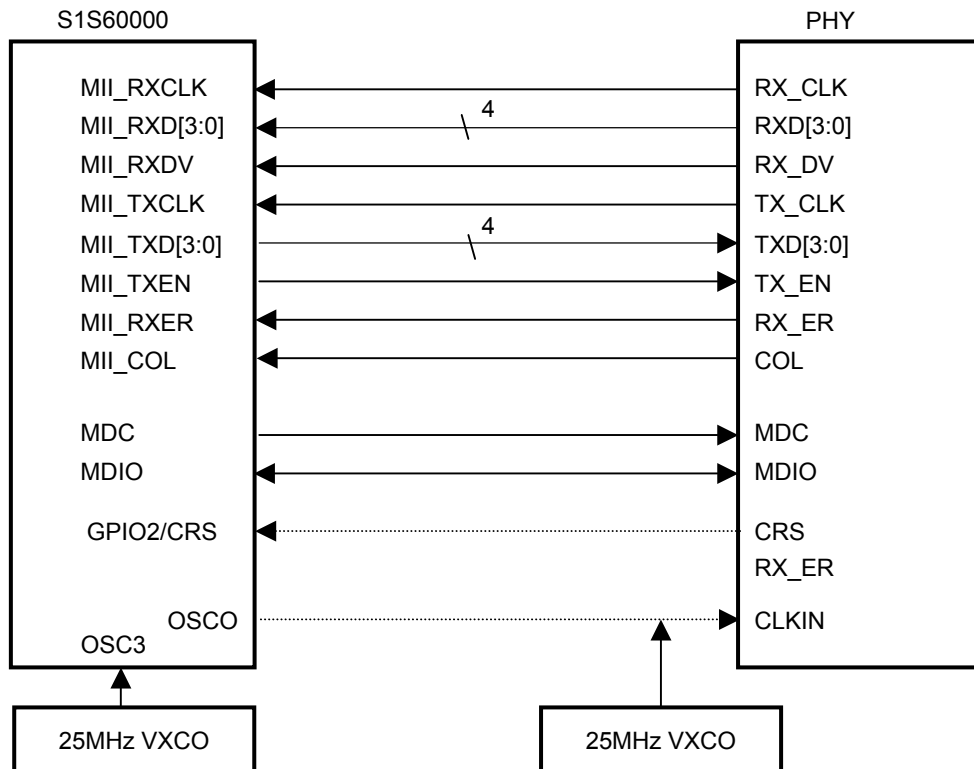 S1S60000 PHY
MII_RXCLK RX_CLK
MII_RXD[3:0] 4 RXD[3:0]
MII_RXDV RX_DV
MII_TXCLK TX_CLK
MII_TXD[3:0] 4 TXD[3:0]
MII_TXEN TX_EN
MII_RXER RX_ER
MII_COL COL
MDC MDC
MDIO MDIO
GPIO2/CRS CRS
RX_ER
OSCO CLKIN
OSC3
25MHz VXCO 25MHz VXCO